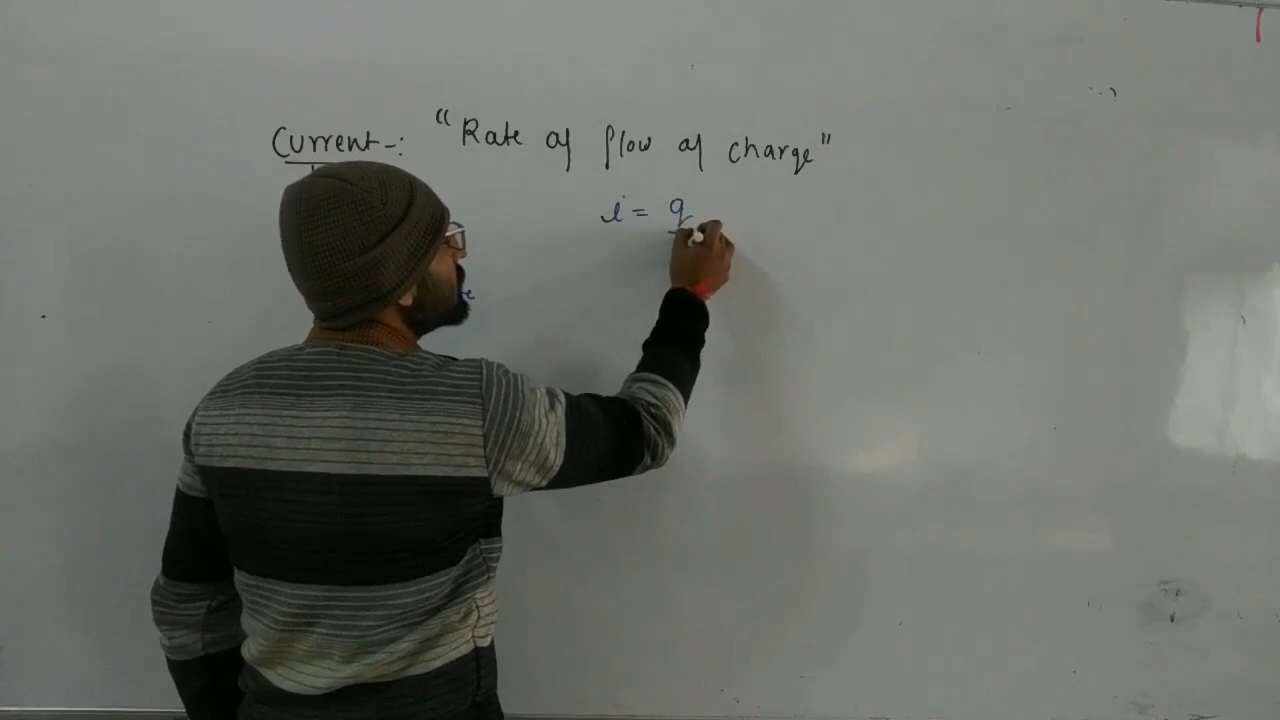 Current-: "Rate of flow of charge"
i = q